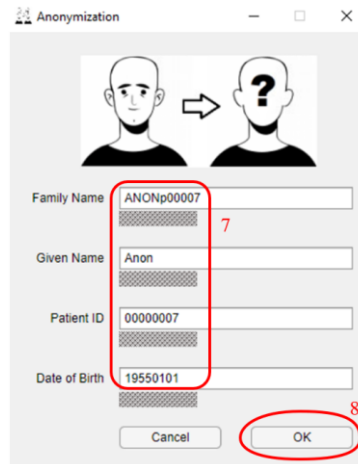 Anonymization
?
Family Name ANONp00007
7
Given Name Anon
Patient ID 00000007
Date of Birth 19550101
8
Cancel OK